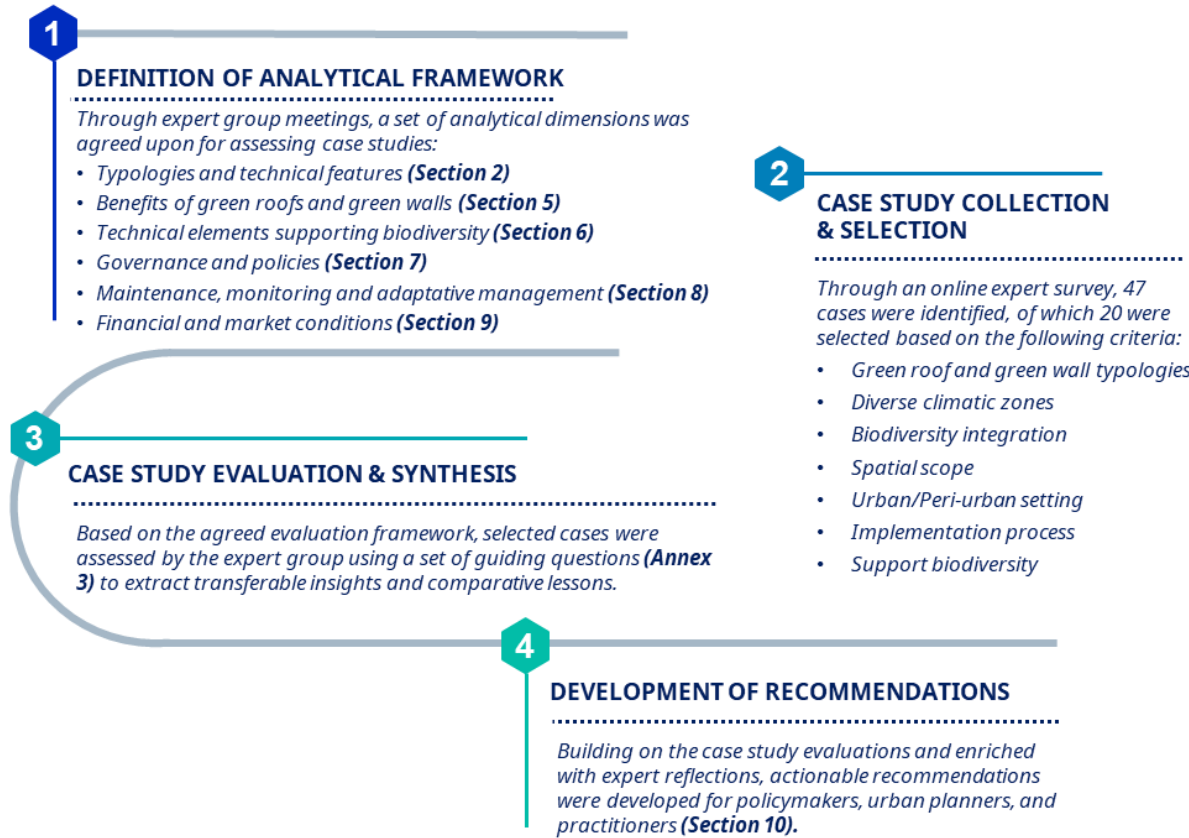 1
DEFINITION OF ANALYTICAL FRAMEWORK
Through expert group meetings, a set of analytical dimensions was
agreed upon for assessing case studies:
• Typologies and technical features (Section 2)
• Benefits of green roofs and green walls (Section 5)
• Technical elements supporting biodiversity (Section 6)
• Governance and policies (Section 7)
• Maintenance, monitoring and adaptative management (Section 8)
• Financial and market conditions (Section 9)
2
CASE STUDY COLLECTION
& SELECTION
Through an online expert survey, 47
cases were identified, of which 20 were
selected based on the following criteria:
• Green roof and green wall typologies
• Diverse climatic zones
• Biodiversity integration
• Spatial scope
• Urban/Peri-urban setting
• Implementation process
• Support biodiversity
3
CASE STUDY EVALUATION & SYNTHESIS
Based on the agreed evaluation framework, selected cases were
assessed by the expert group using a set of guiding questions (Annex
3) to extract transferable insights and comparative lessons.
4
DEVELOPMENT OF RECOMMENDATIONS
Building on the case study evaluations and enriched
with expert reflections, actionable recommendations
were developed for policymakers, urban planners, and
practitioners (Section 10).